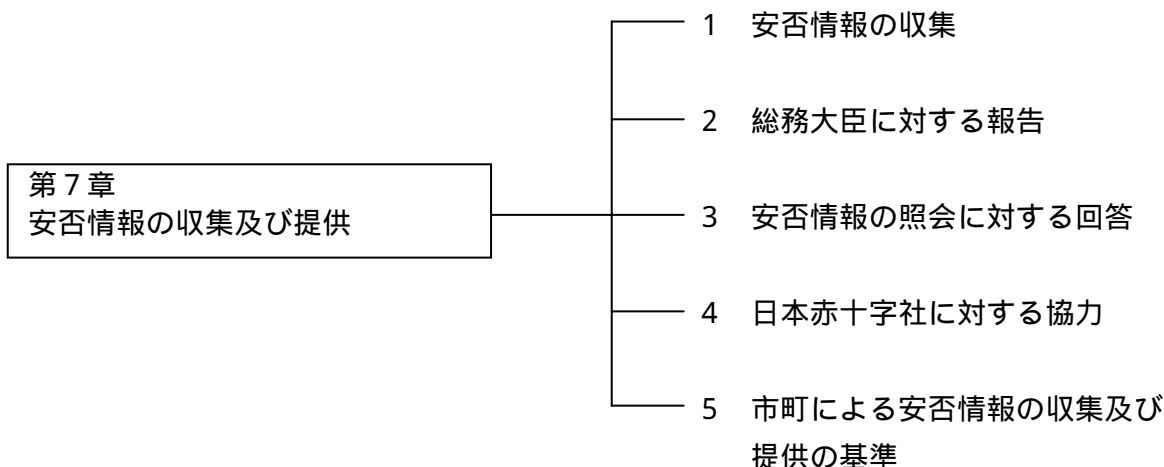 第７章
安否情報の収集及び提供
1 安否情報の収集
2 総務大臣に対する報告
3 安否情報の照会に対する回答
4 日本赤十字社に対する協力
5 市町による安否情報の収集及び
提供の基準